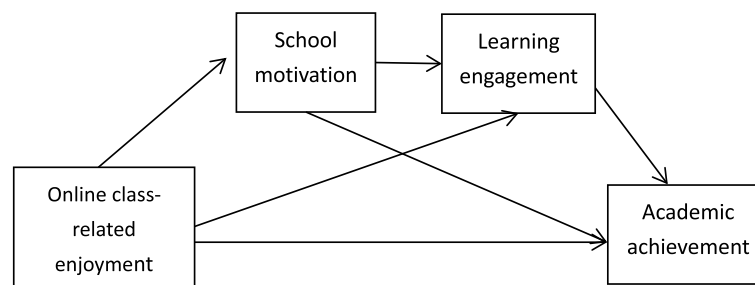 School
motivation
Learning
engagement
Online class-
related
enjoyment
Academic
achievement